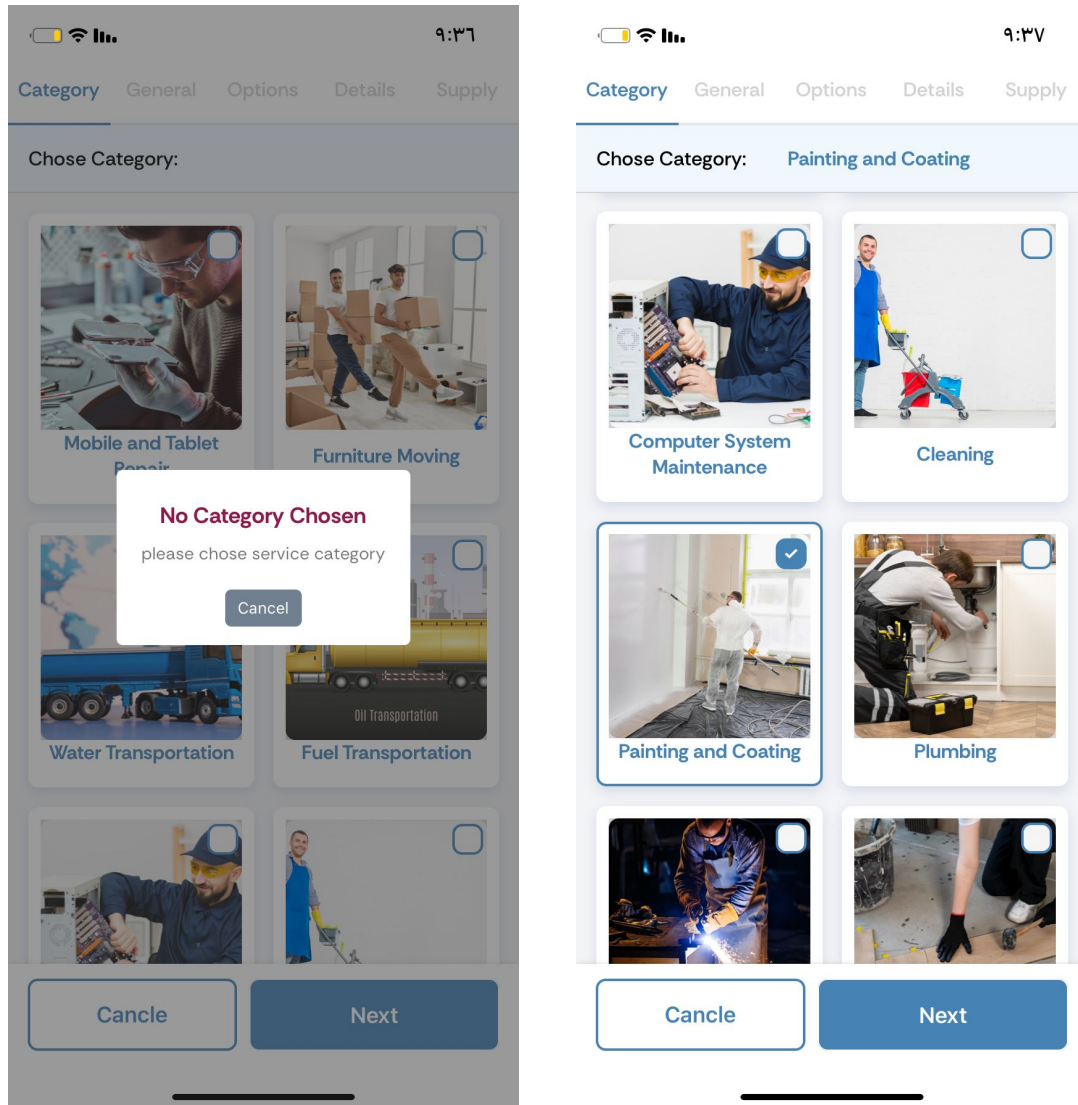 ٩:٣٦
Category General Options Details Supply
Chose Category:
Mobile and Tablet
Repair
Furniture Moving
No Category Chosen
please chose service category
Cancel
Oil Transportation
Water Transportation
Fuel Transportation
Cancle
Next
٩:٣٧
Category General Options Details Supply
Chose Category: Painting and Coating
Computer System
Maintenance
Cleaning
Painting and Coating
Plumbing
Cancle
Next